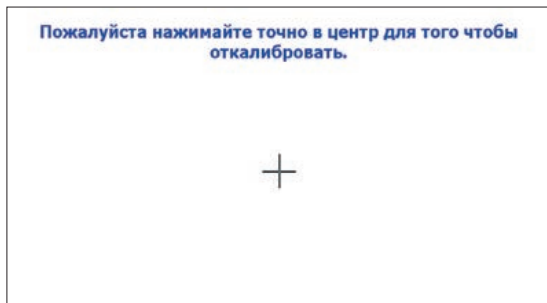 Пожалуйста нажимайте точно в центр для того чтобы
откалибровать.